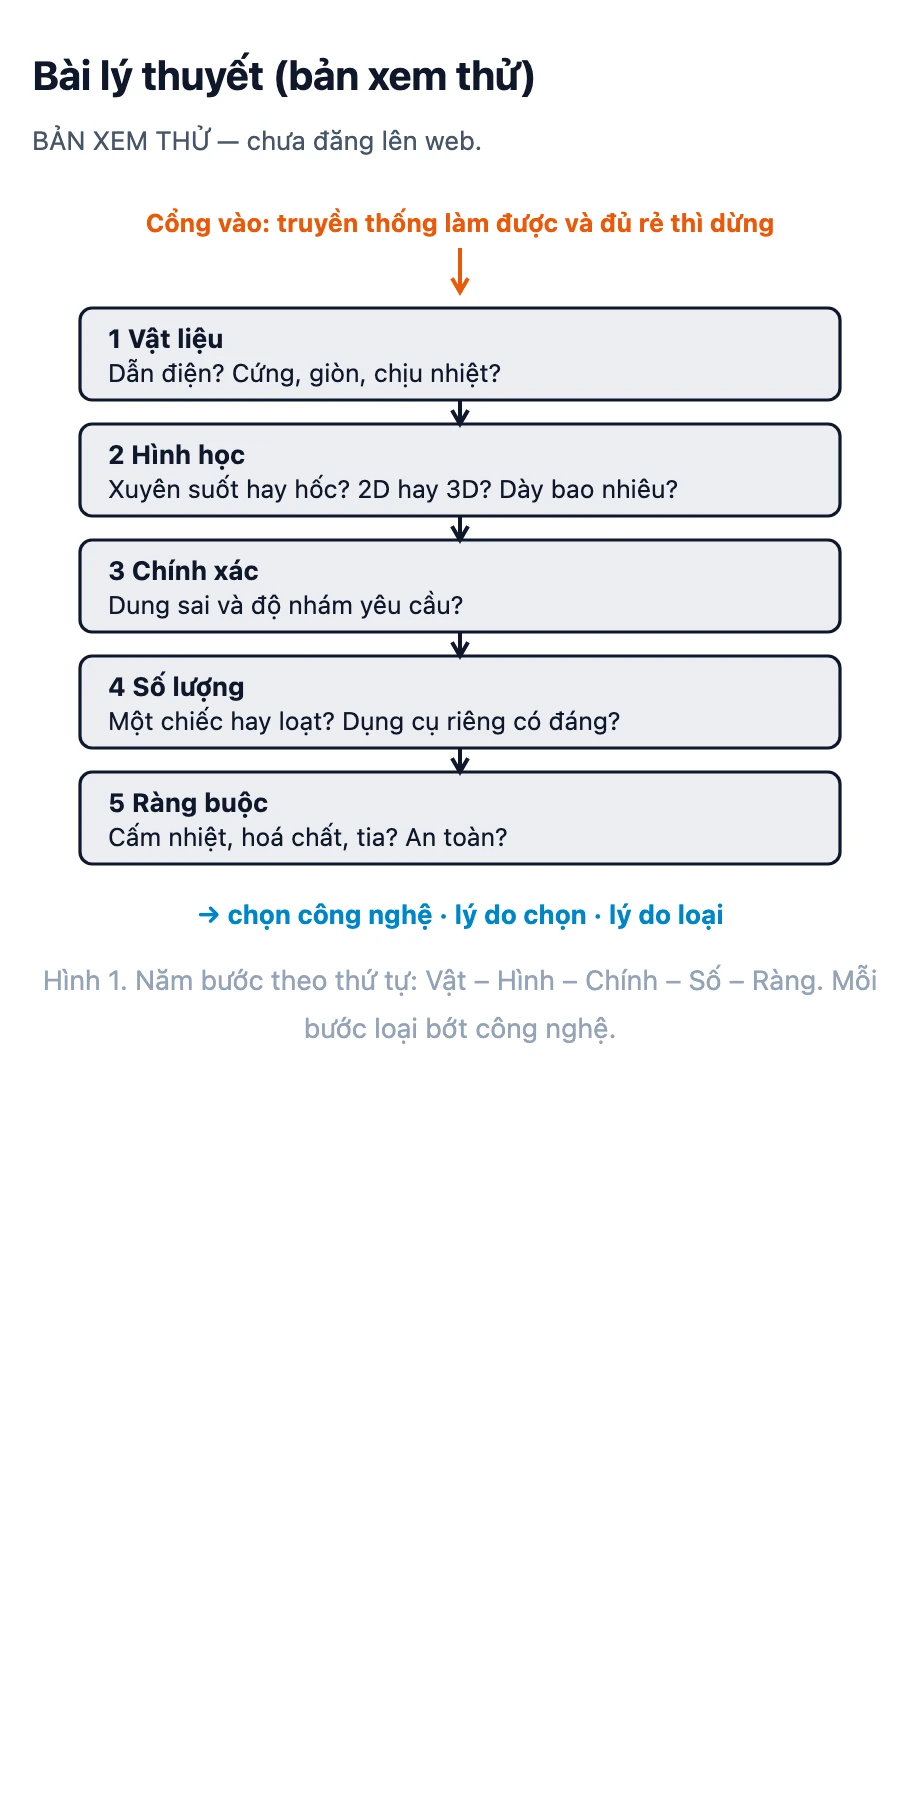 Bài lý thuyết (bản xem thử)
BẢN XEM THỬ — chưa đăng lên web.
Cổng vào: truyền thống làm được và đủ rẻ thì dừng
1 Vật liệu
Dẫn điện? Cứng, giòn, chịu nhiệt?
2 Hình học
Xuyên suốt hay hốc? 2D hay 3D? Dày bao nhiêu?
3 Chính xác
Dung sai và độ nhám yêu cầu?
4 Số lượng
Một chiếc hay loạt? Dụng cụ riêng có đáng?
5 Ràng buộc
Cấm nhiệt, hoá chất, tia? An toàn?
→ chọn công nghệ · lý do chọn · lý do loại
Hình 1. Năm bước theo thứ tự: Vật – Hình – Chính – Số – Ràng. Mỗi
bước loại bớt công nghệ.